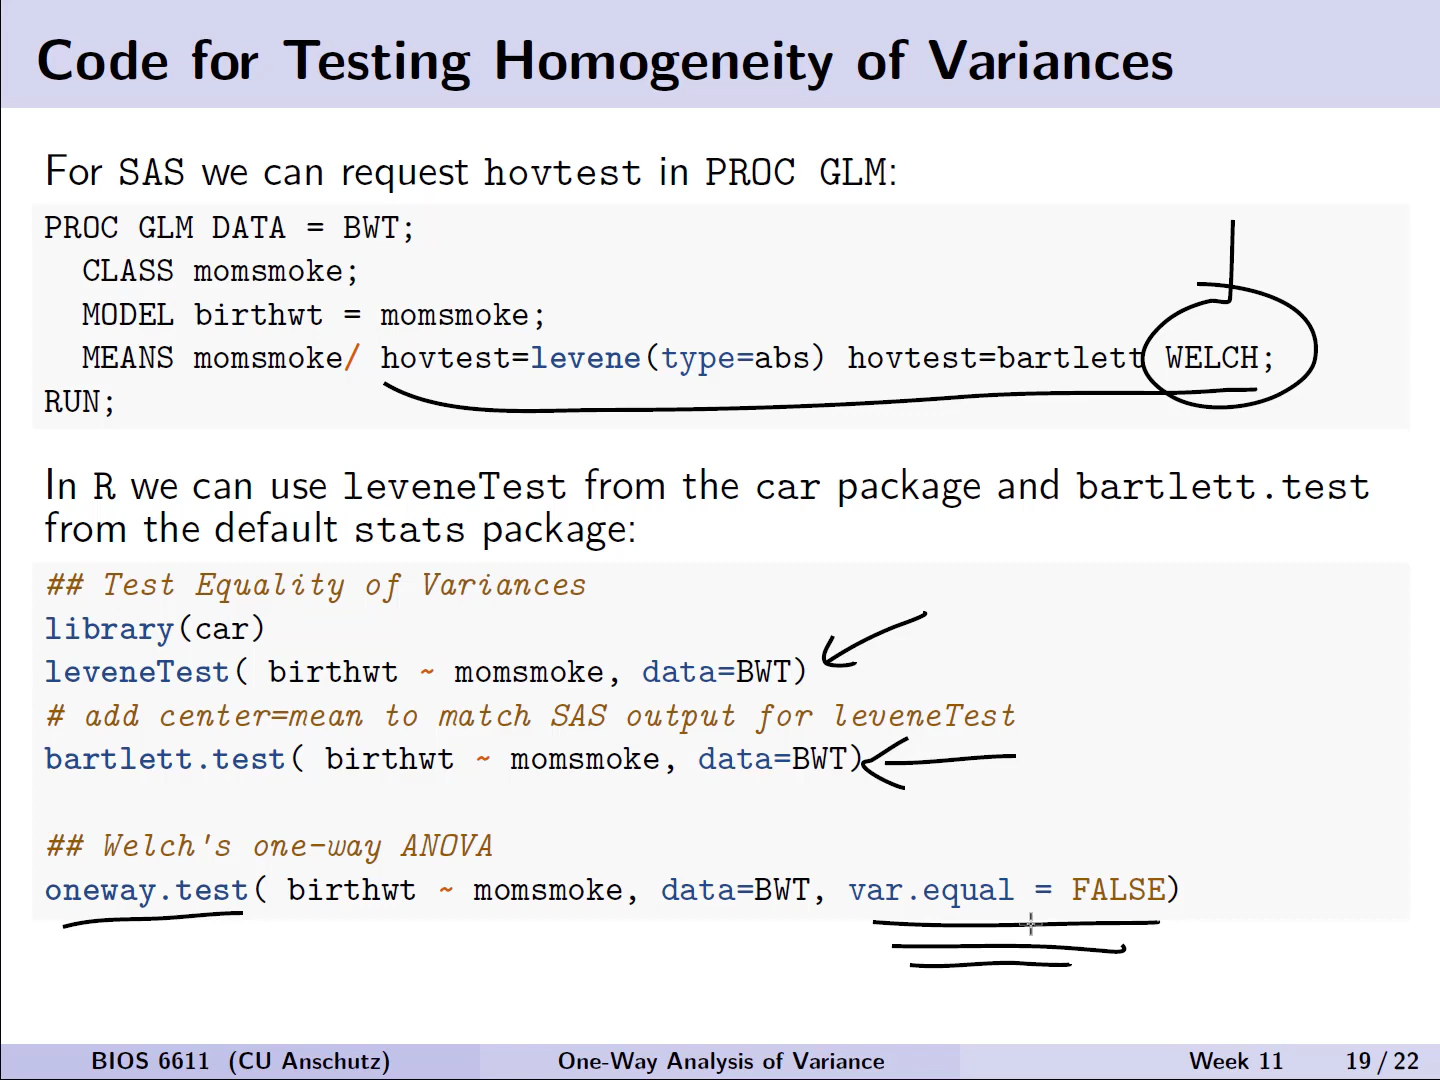 Code for Testing Homogeneity of Variances
For SAS we can request hovtest in PROC GLM:
PROC GLM DATA = BWT;
CLASS momsmoke;
MODEL birthwt = momsmoke;
MEANS momsmoke/ hovtest=levene(type=abs) hovtest=bartlett WELCH;
RUN;
In R we can use leveneTest from the car package and bartlett.test
from the default stats package:
## Test Equality of Variances
library(car)
leveneTest( birthwt ~ momsmoke, data=BWT)
# add center=mean to match SAS output for leveneTest
bartlett.test( birthwt ~ momsmoke, data=BWT)
## Welch's one-way ANOVA
oneway.test( birthwt ~ momsmoke, data=BWT, var.equal = FALSE)
BIOS 6611 (CU Anschutz) One-Way Analysis of Variance Week 11 19 / 22